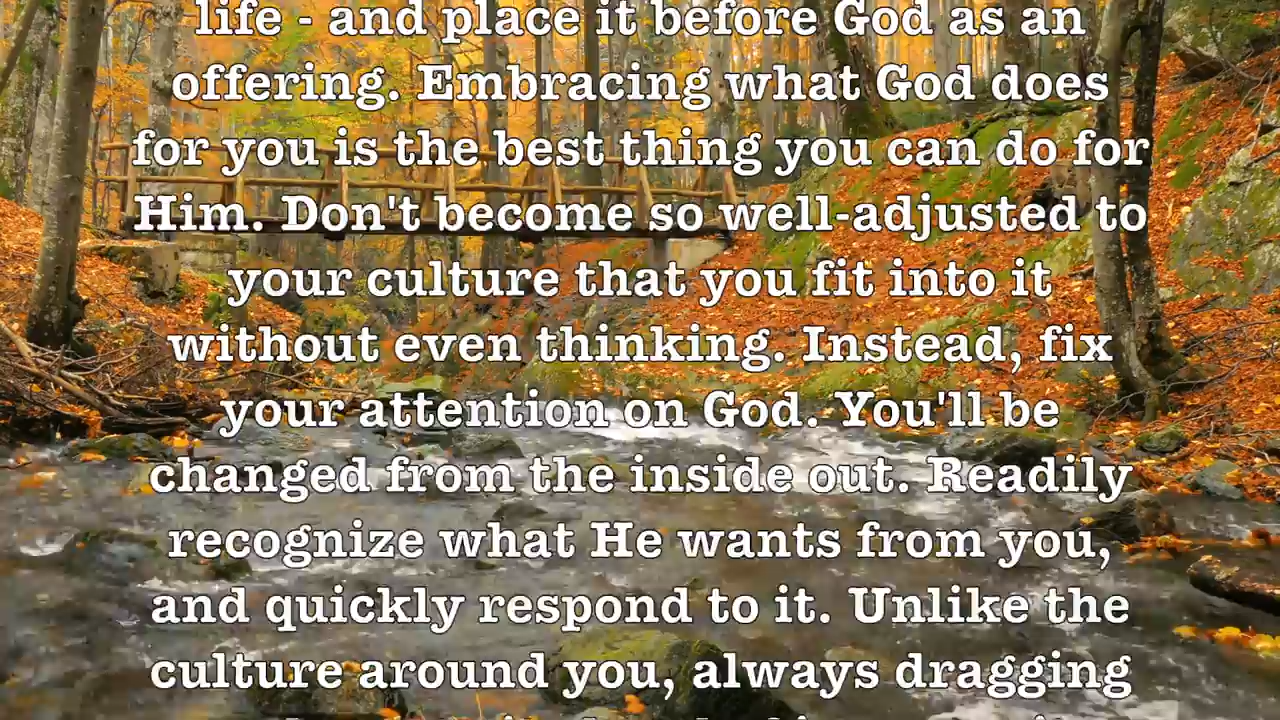 life - and place it before God as an
offering. Embracing what God does
for you is the best thing you can do for
Him. Don't become so well-adjusted to
your culture that you fit into it
without even thinking. Instead, fix
your attention on God. You'll be
changed from the inside out. Readily
recognize what He wants from you,
and quickly respond to it. Unlike the
culture around you, always dragging